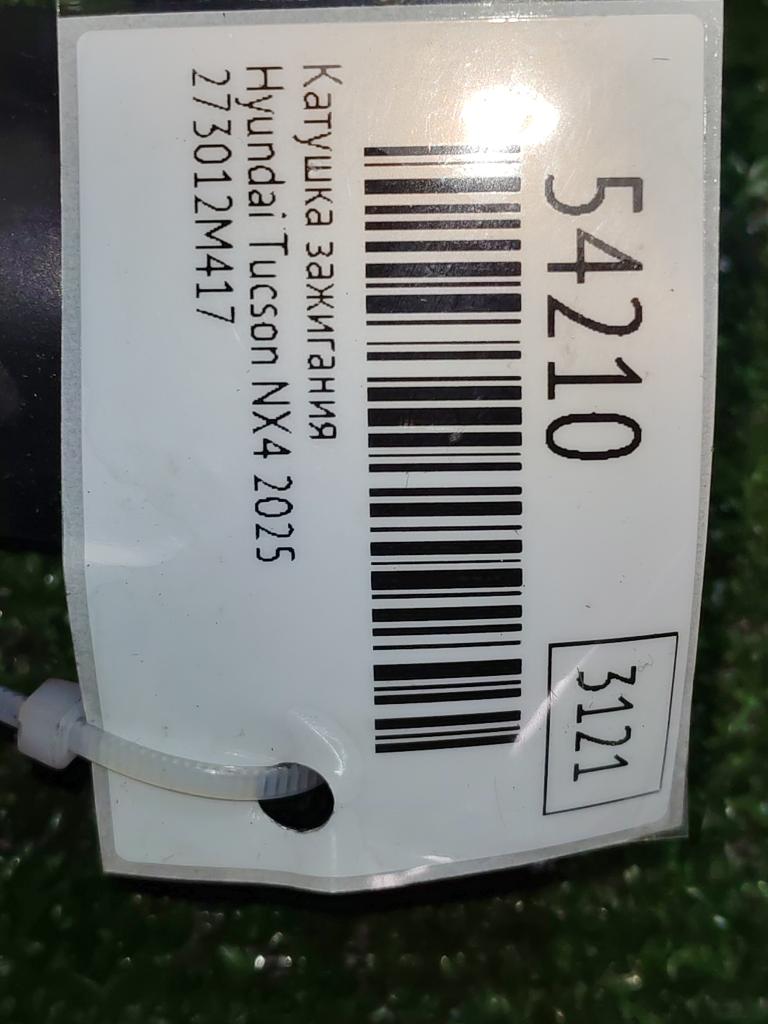 54210
3121
Катушка зажигания
Hyundai Tucson NX4 2025
273012M417